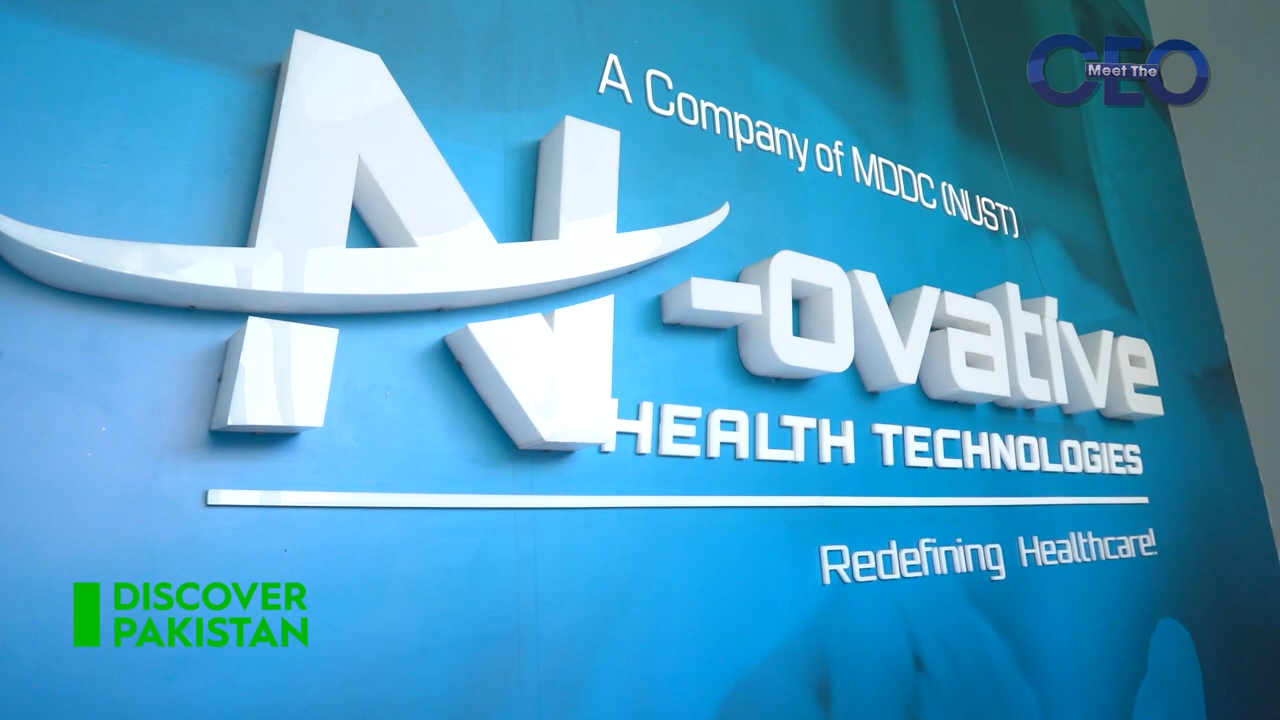 Meet The
CEO
A Company of MDDC (NUST)
N-ovative
HEALTH TECHNOLOGIES
Redefining Healthcare!
DISCOVER
PAKISTAN